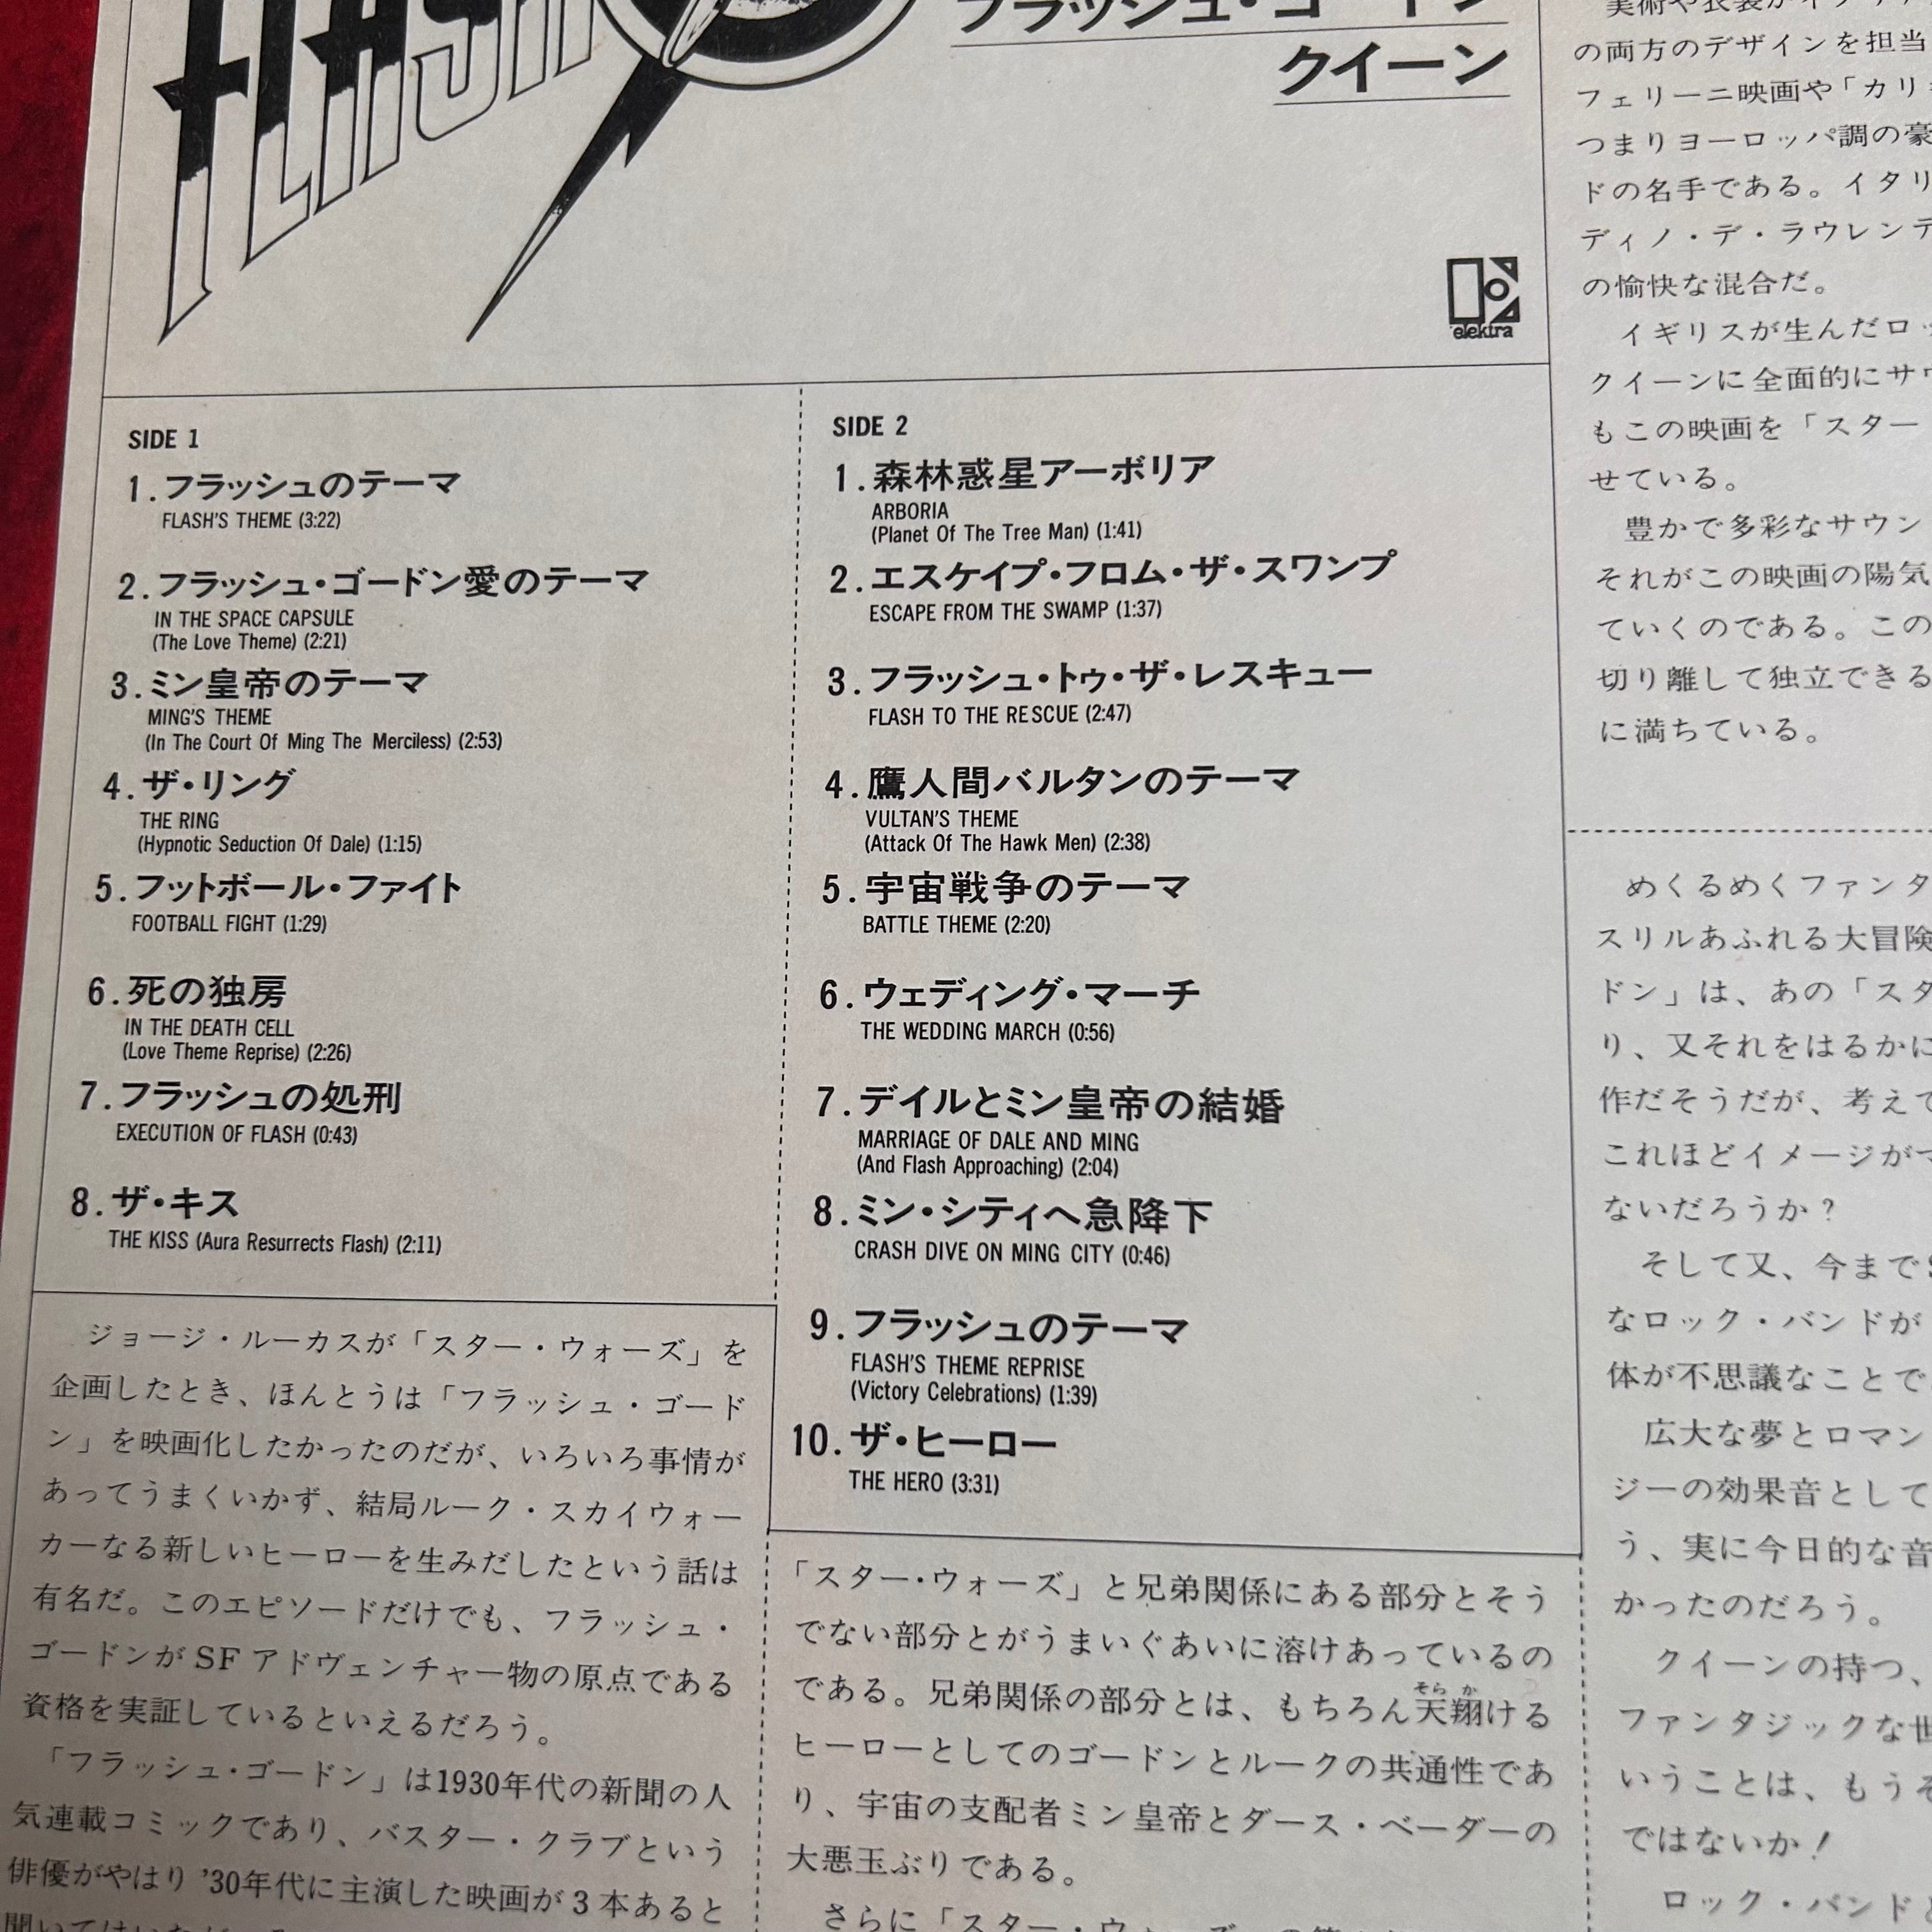 FLASH
フラッシュ・ゴードン
クイーン
elektra
SIDE 1
1.フラッシュのテーマ
FLASH'S THEME (3:22)
2.フラッシュ・ゴードン愛のテーマ
IN THE SPACE CAPSULE
(The Love Theme) (2:21)
3.ミン皇帝のテーマ
MING'S THEME
(In The Court Of Ming The Merciless) (2:53)
4.ザ・リング
THE RING
(Hypnotic Seduction Of Dale) (1:15)
5.フットボール・ファイト
FOOTBALL FIGHT (1:29)
6.死の独房
IN THE DEATH CELL
(Love Theme Reprise) (2:26)
7.フラッシュの処刑
EXECUTION OF FLASH (0:43)
8.ザ・キス
THE KISS (Aura Resurrects Flash) (2:11)
SIDE 2
1.森林惑星アーボリア
ARBORIA
(Planet Of The Tree Man) (1:41)
2.エスケイプ・フロム・ザ・スワンプ
ESCAPE FROM THE SWAMP (1:37)
3.フラッシュ・トゥ・ザ・レスキュー
FLASH TO THE RESCUE (2:47)
4.鷹人間バルタンのテーマ
VULTAN'S THEME
(Attack Of The Hawk Men) (2:38)
5.宇宙戦争のテーマ
BATTLE THEME (2:20)
6.ウェディング・マーチ
THE WEDDING MARCH (0:56)
7.デイルとミン皇帝の結婚
MARRIAGE OF DALE AND MING
(And Flash Approaching) (2:04)
8.ミン・シティへ急降下
CRASH DIVE ON MING CITY (0:46)
9.フラッシュのテーマ
FLASH'S THEME REPRISE
(Victory Celebrations) (1:39)
10.ザ・ヒーロー
THE HERO (3:31)
ジョージ・ルーカスが「スター・ウォーズ」を
企画したとき、ほんとうは「フラッシュ・ゴード
ン」を映画化したかったのだが、いろいろ事情が
あってうまくいかず、結局ルーク・スカイウォー
カーなる新しいヒーローを生みだしたという話は
有名だ。このエピソードだけでも、フラッシュ・
ゴードンがSFアドヴェンチャー物の原点である
資格を実証しているといえるだろう。
「フラッシュ・ゴードン」は1930年代の新聞の人
気連載コミックであり、バスター・クラブという
俳優がやはり'30年代に主演した映画が3本あると
「スター・ウォーズ」と兄弟関係にある部分とそう
でない部分とがうまいぐあいに溶けあっているの
である。兄弟関係の部分とは、もちろん天翔ける
そら か
ヒーローとしてのゴードンとルークの共通性であ
り、宇宙の支配者ミン皇帝とダース・ベーダーの
大悪玉ぶりである。
さらに「スター・ウォーズ」
美術や衣装が
の両方のデザインを担当
フェリーニ映画や「カリ
つまりヨーロッパ調の豪
ドの名手である。イタリ
ディノ・デ・ラウレンテ
の愉快な混合だ。
イギリスが生んだロッ
クイーンに全面的にサウ
もこの映画を「スター
せている。
豊かで多彩なサウン
それがこの映画の陽気
ていくのである。この
切り離して独立できる
に満ちている。
めくるめくファンタ
スリルあふれる大冒険
ドン」は、あの「スタ
り、又それをはるかに
作だそうだが、考えて
これほどイメージがマ
ないだろうか?
そして又、今まで
なロック・バンドが
体が不思議なことで
広大な夢とロマン
ジーの効果音として
う、実に今日的な音
かったのだろう。
クイーンの持つ、
ファンタジックな世
いうことは、もうそ
ではないか!
ロック・バンドと